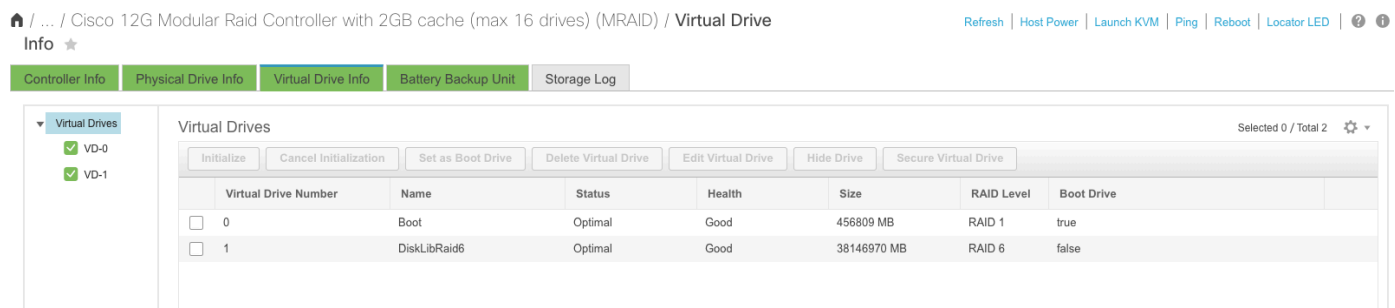 / ... / Cisco 12G Modular Raid Controller with 2GB cache (max 16 drives) (MRAID) / Virtual Drive
Info
Refresh | Host Power | Launch KVM | Ping | Reboot | Locator LED | ? i
Controller Info Physical Drive Info Virtual Drive Info Battery Backup Unit Storage Log
Virtual Drives
VD-0
VD-1
Virtual Drives
Selected 0 / Total 2
Initialize Cancel Initialization Set as Boot Drive Delete Virtual Drive Edit Virtual Drive Hide Drive Secure Virtual Drive
Virtual Drive Number Name Status Health Size RAID Level Boot Drive
0 Boot Optimal Good 456809 MB RAID 1 true
1 DiskLibRaid6 Optimal Good 38146970 MB RAID 6 false